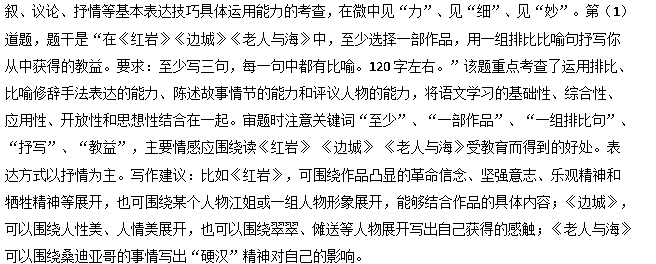 叙、议论、抒情等基本表达技巧具体运用能力的考查，在微中见“力”、见“细”、见“妙”。第（1）
道题，题干是“在《红岩》《边城》《老人与海》中，至少选择一部作品，用一组排比比喻句抒写你
从中获得的教益。要求：至少写三句，每一句中都有比喻。120字左右。”该题重点考查了运用排比、
比喻修辞手法表达的能力、陈述故事情节的能力和评议人物的能力，将语文学习的基础性、综合性、
应用性、开放性和思想性结合在一起。审题时注意关键词“至少”、“一部作品”、“一组排比句”、
“抒写”、“教益”，主要情感应围绕读《红岩》 《边城》 《老人与海》受教育而得到的好处。表
达方式以抒情为主。写作建议：比如《红岩》，可围绕作品凸显的革命信念、坚强意志、乐观精神和
牺牲精神等展开，也可围绕某个人物江姐或一组人物形象展开，能够结合作品的具体内容；《边城》，
可以围绕人性美、人情美展开，也可以围绕翠翠、傩送等人物展开写出自己获得的感触；《老人与海》
可以围绕桑迪亚哥的事情写出“硬汉”精神对自己的影响。